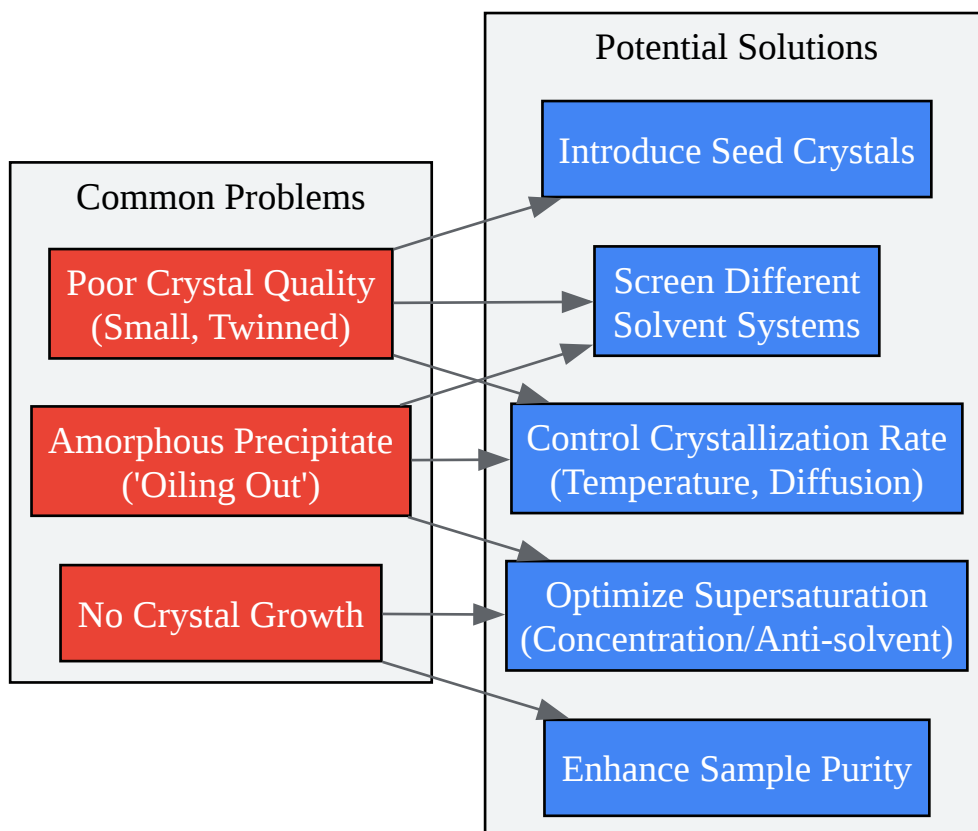 Common Problems
Poor Crystal Quality
(Small, Twinned)
Amorphous Precipitate
('Oiling Out')
No Crystal Growth
Potential Solutions
Introduce Seed Crystals
Screen Different
Solvent Systems
Control Crystallization Rate
(Temperature, Diffusion)
Optimize Supersaturation
(Concentration/Anti-solvent)
Enhance Sample Purity